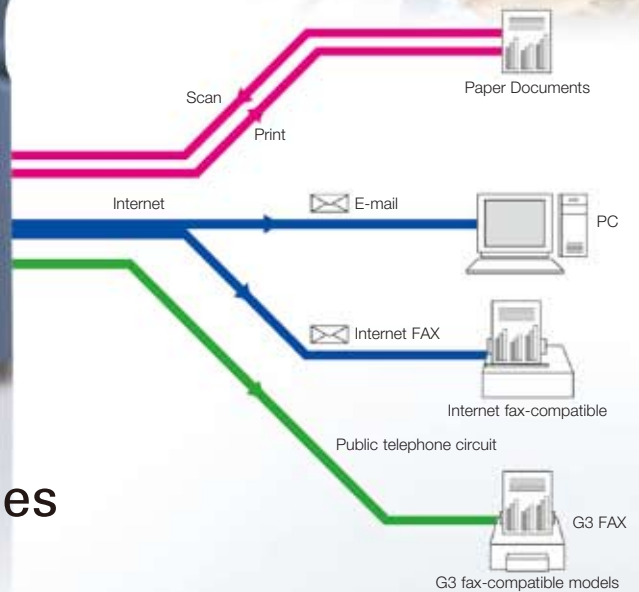 Paper Documents
Scan
Print
Internet
E-mail
PC
Internet FAX
Internet fax-compatible
Public telephone circuit
es
G3 FAX
G3 fax-compatible models